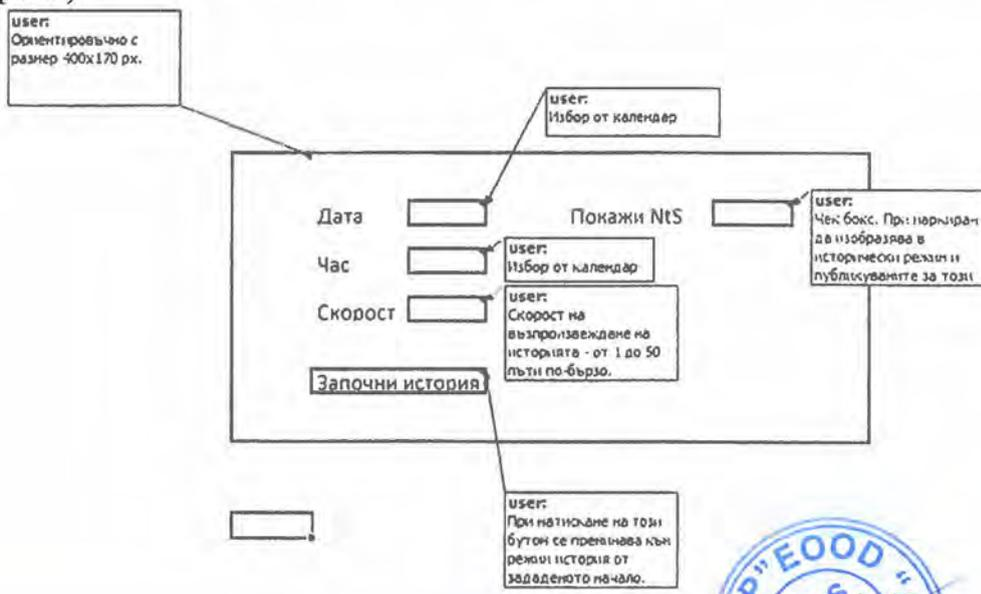 user:
Ориентировъчно с
размер 400x170 px.
user:
Избор от календар
Дата
Покажи NtS
user:
Чек бокс. При маркиран
да изобразява в
исторически режим и
публикуваните за този
Час
user:
Избор от календар
Скорост
user:
Скорост на
възпроизвеждане на
историята - от 1 до 50
пъти по-бързо.
Започни история
user:
При натискане на този
бутон се преминава към
режим история от
зададеното начало.
EOOD